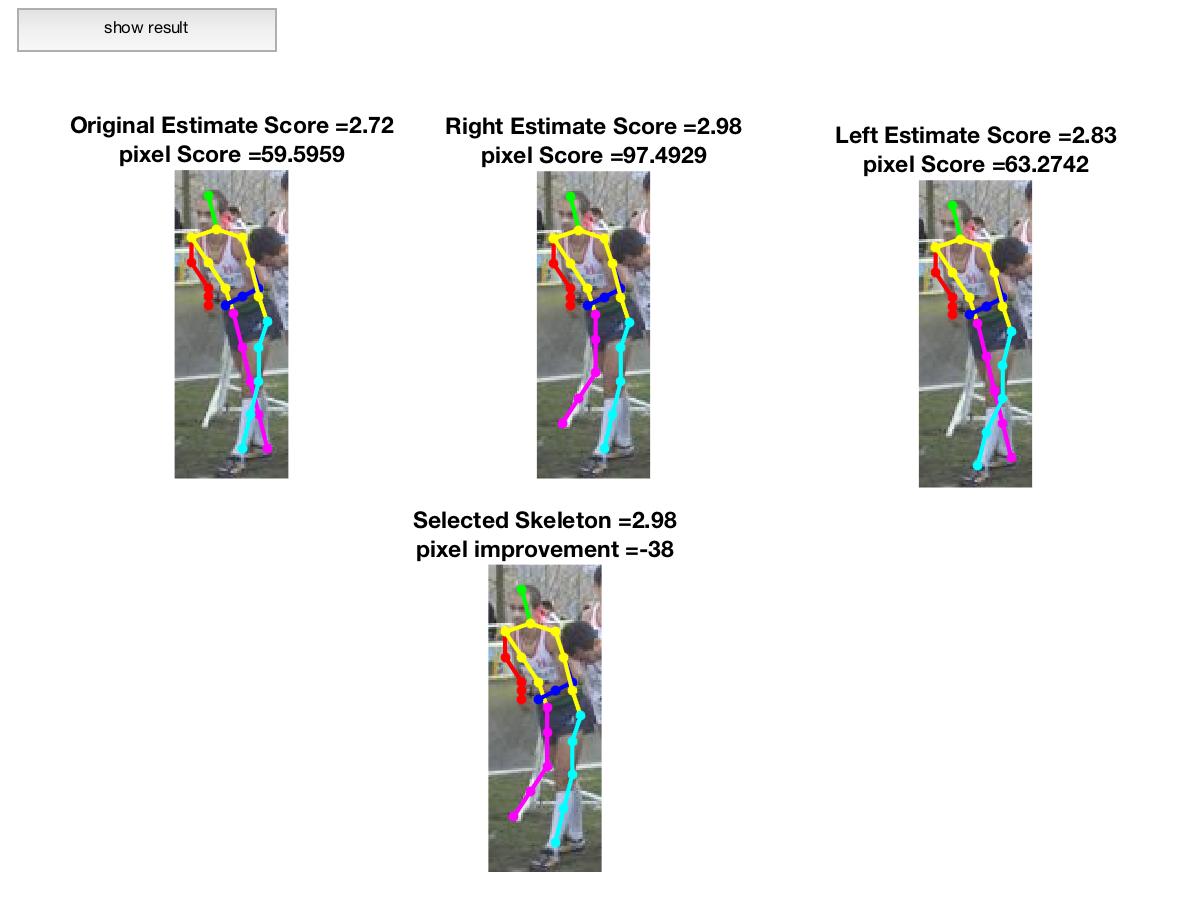 show result
Original Estimate Score =2.72
pixel Score =59.5959
Right Estimate Score =2.98
pixel Score =97.4929
Left Estimate Score =2.83
pixel Score =63.2742
Selected Skeleton =2.98
pixel improvement =-38